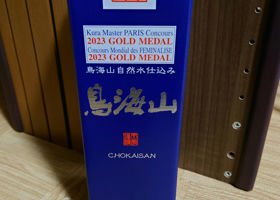 Kura Master PARIS Concours
2023 GOLD MEDAL
Concours Mondial des FEMINALISE
2023 GOLD MEDAL
鳥海山自然水仕込み
鳥海山
CHOKAISAN